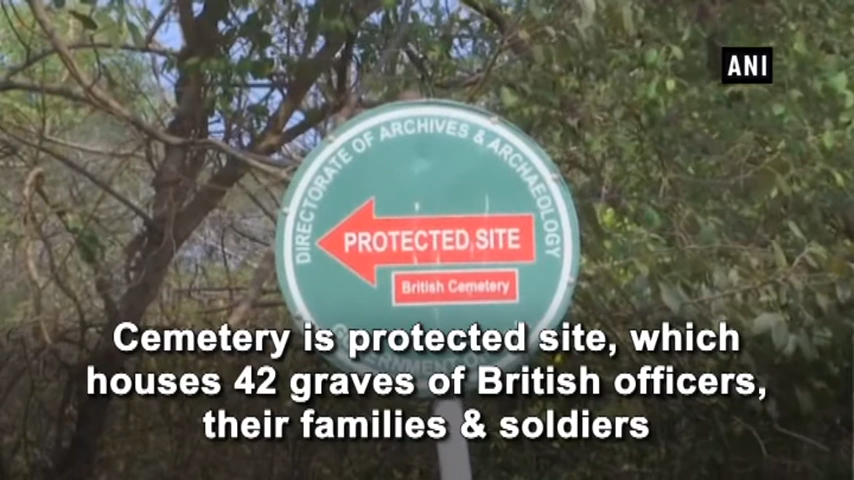 ANI
DIRECTORATE OF ARCHIVES & ARCHAEOLOGY
PROTECTED SITE
British Cemetery
Cemetery is protected site, which
houses 42 graves of British officers,
their families & soldiers